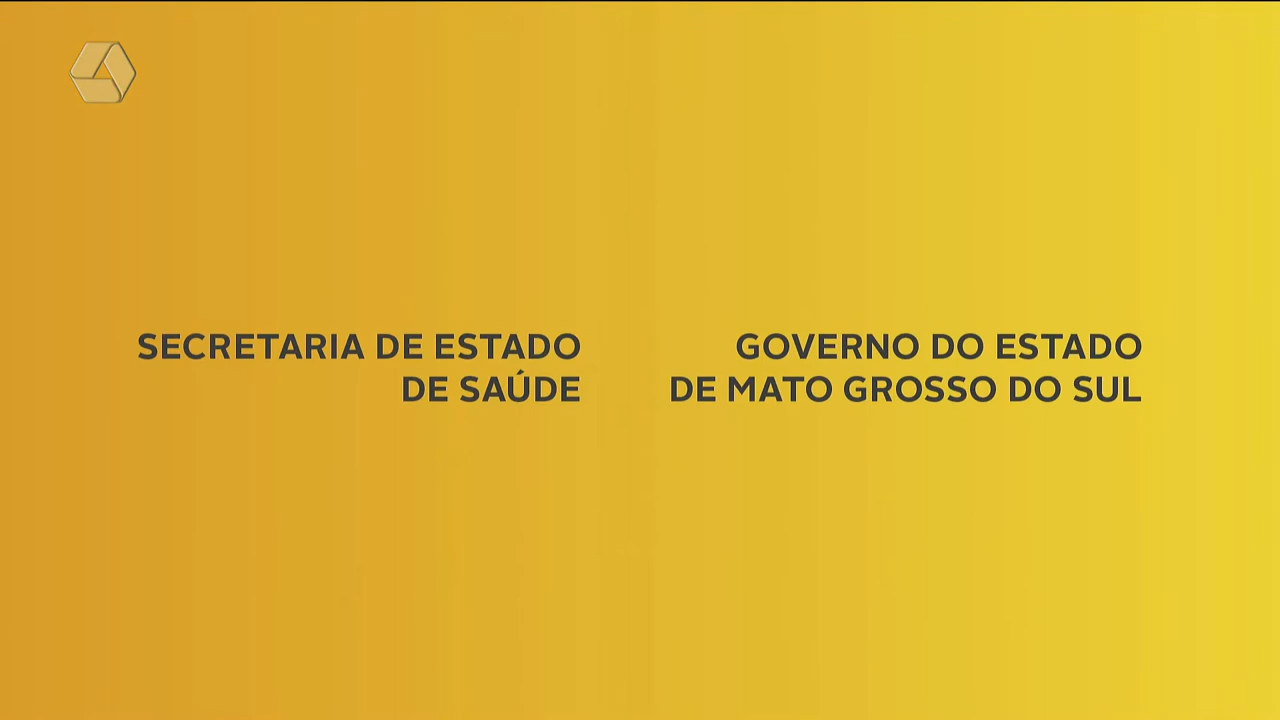 SECRETARIA DE ESTADO
DE SAÚDE
GOVERNO DO ESTADO
DE MATO GROSSO DO SUL